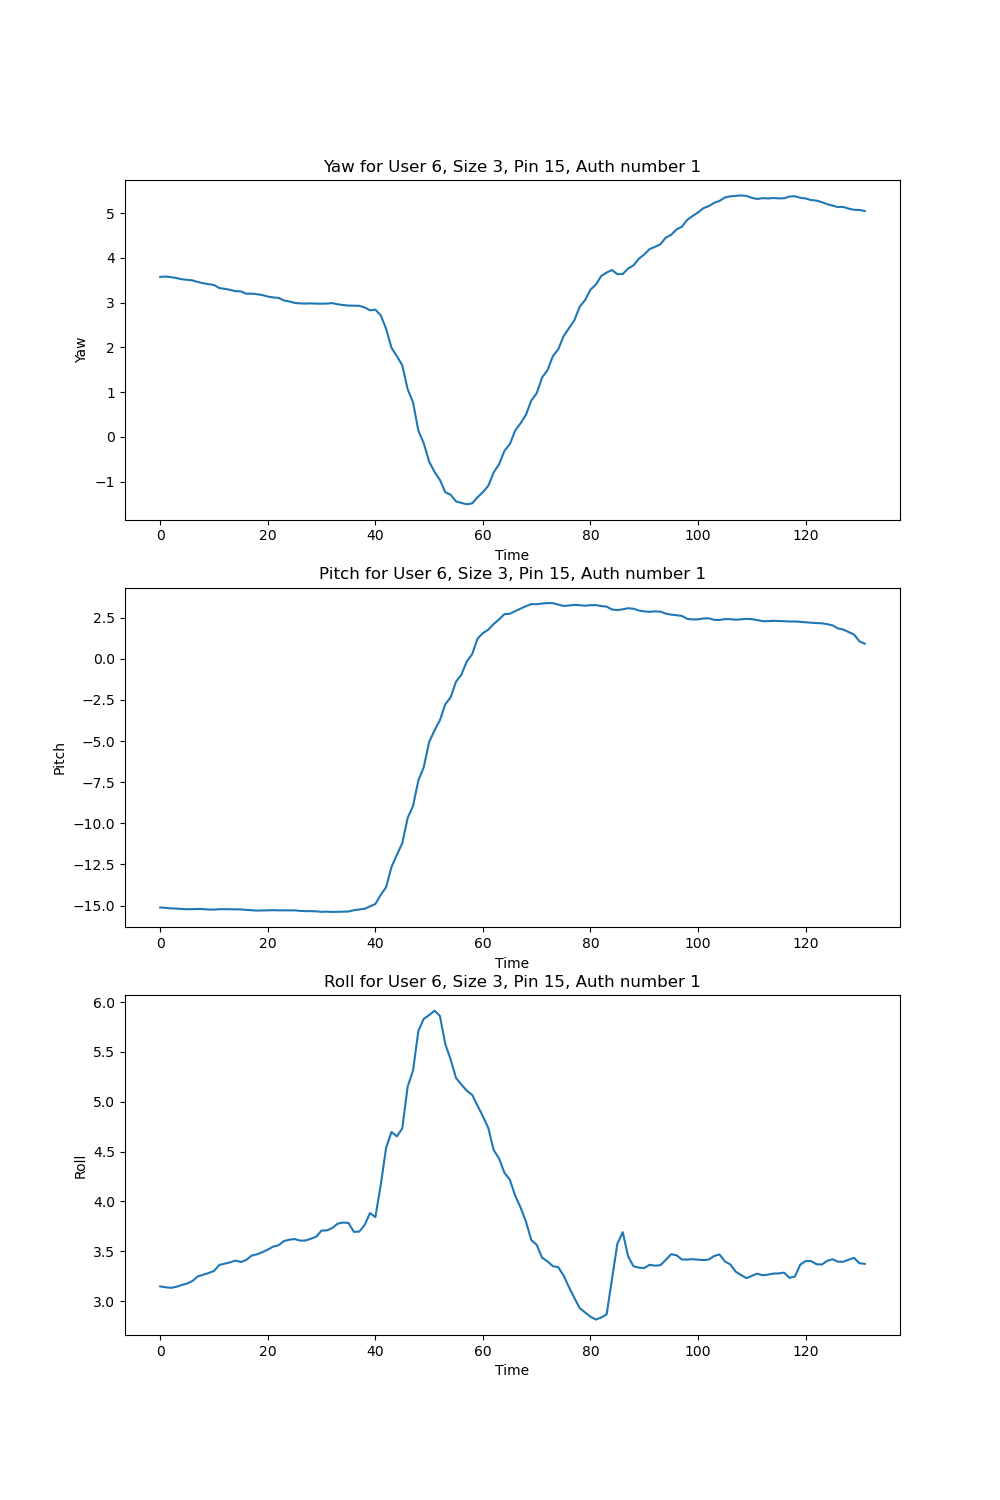 Yaw for User 6, Size 3, Pin 15, Auth number 1
5
4
3
2
1
0
−1
Yaw
0 20 40 60 80 100 120
Time
Pitch for User 6, Size 3, Pin 15, Auth number 1
2.5
0.0
−2.5
−5.0
−7.5
−10.0
−12.5
−15.0
Pitch
0 20 40 60 80 100 120
Time
Roll for User 6, Size 3, Pin 15, Auth number 1
6.0
5.5
5.0
4.5
4.0
3.5
3.0
Roll
0 20 40 60 80 100 120
Time